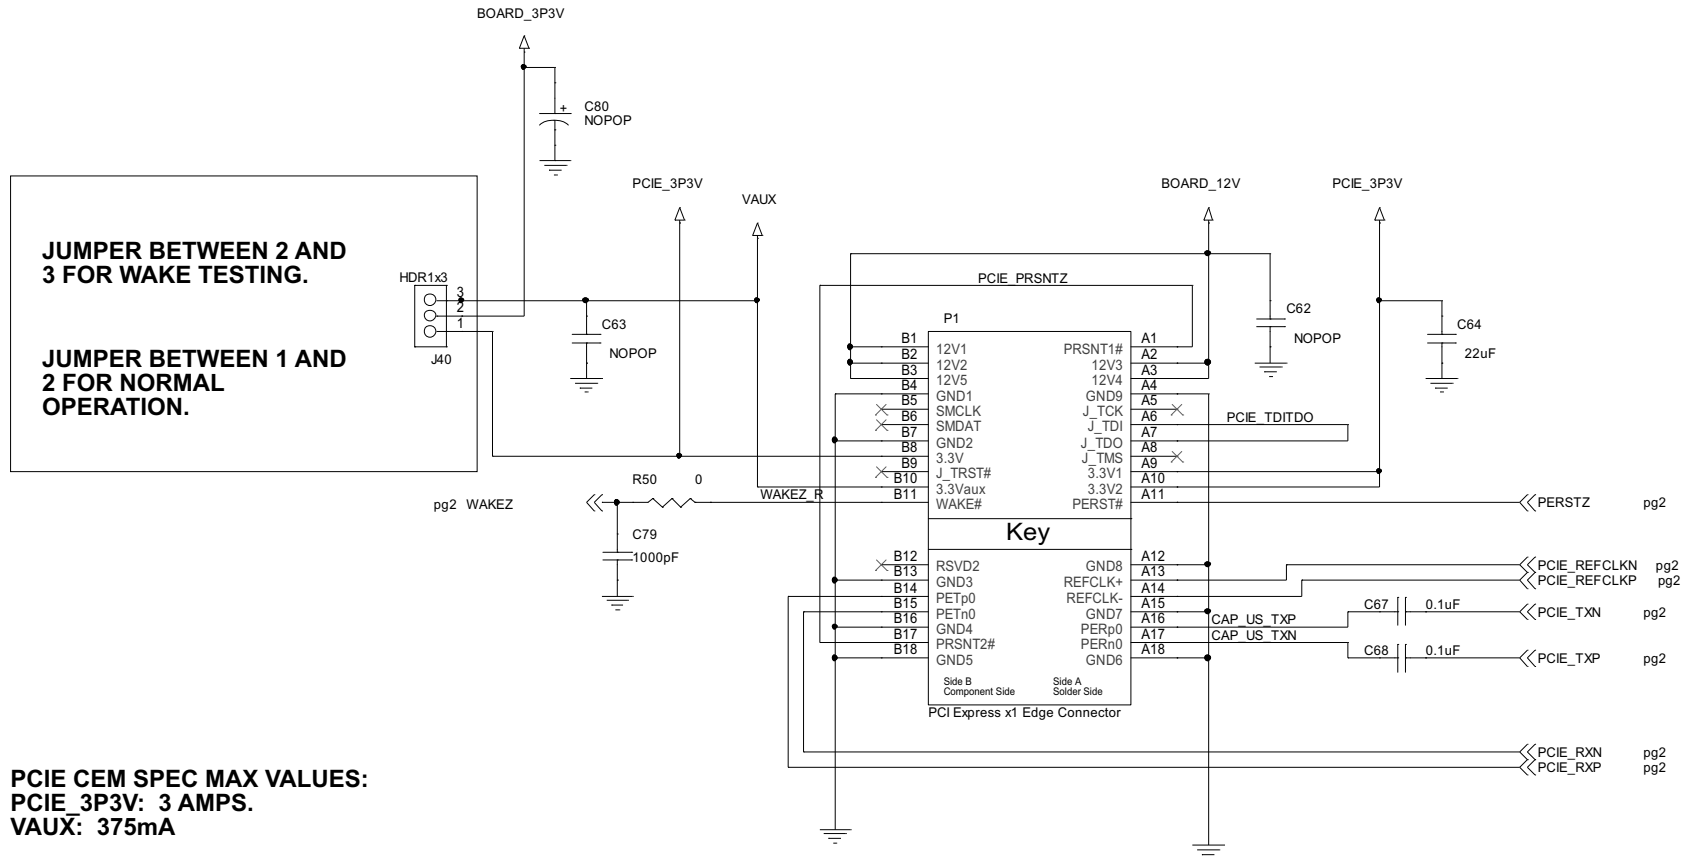 BOARD_3P3V
C80
+
NOPOP
PCIE_3P3V
VAUX
BOARD_12V
PCIE_3P3V
JUMPER BETWEEN 2 AND
3 FOR WAKE TESTING.
JUMPER BETWEEN 1 AND
2 FOR NORMAL
OPERATION.
HDR1x3
3
2
1
J40
C63
NOPOP
PCIE_PRSNTZ
C62
NOPOP
C64
22uF
P1
B1 12V1 PRSNT1# A1
B2 12V2 12V3 A2
B3 12V5 12V4 A3
B4 GND1 GND9 A4
B5 SMCLK J_TCK A5
B6 SMDAT J_TDI A6
B7 GND2 J_TDO A7
B8 3.3V J_TMS A8
B9 J_TRST# 3.3V1 A9
B10 3.3Vaux 3.3V2 A10
B11 WAKE# PERST# A11
PCIE_TDITDO
R50 0
pg2 WAKEZ
WAKEZ_R
C79
1000pF
PERSTZ pg2
Key
B12 RSVD2 GND8 A12
B13 GND3 REFCLK+ A13
B14 PETp0 REFCLK- A14
B15 PETn0 GND7 A15
B16 GND4 PERp0 A16
B17 PRSNT2# PERn0 A17
B18 GND5 GND6 A18
Side B
Component Side
Side A
Solder Side
PCI Express x1 Edge Connector
PCIE_REFCLKN pg2
PCIE_REFCLKP pg2
CAP_US_TXP
C67 0.1uF
PCIE_TXN pg2
CAP_US_TXN
C68 0.1uF
PCIE_TXP pg2
PCIE_RXN pg2
PCIE_RXP pg2
PCIE CEM SPEC MAX VALUES:
PCIE_3P3V: 3 AMPS.
VAUX: 375mA